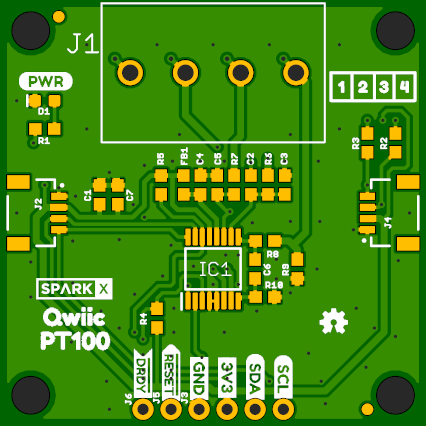 J1
PWR
1 2 3 4
D1
R1
R3
R2
R5
FB1
C4
C5
R7
C2
C3
J2
C1
C7
J4
IC1
R8
C6
R9
R10
SPARK X
Qwiic
PT100
R4
J6
DRDY
J5
RESET
J3
GND
3V3
SDA
SCL